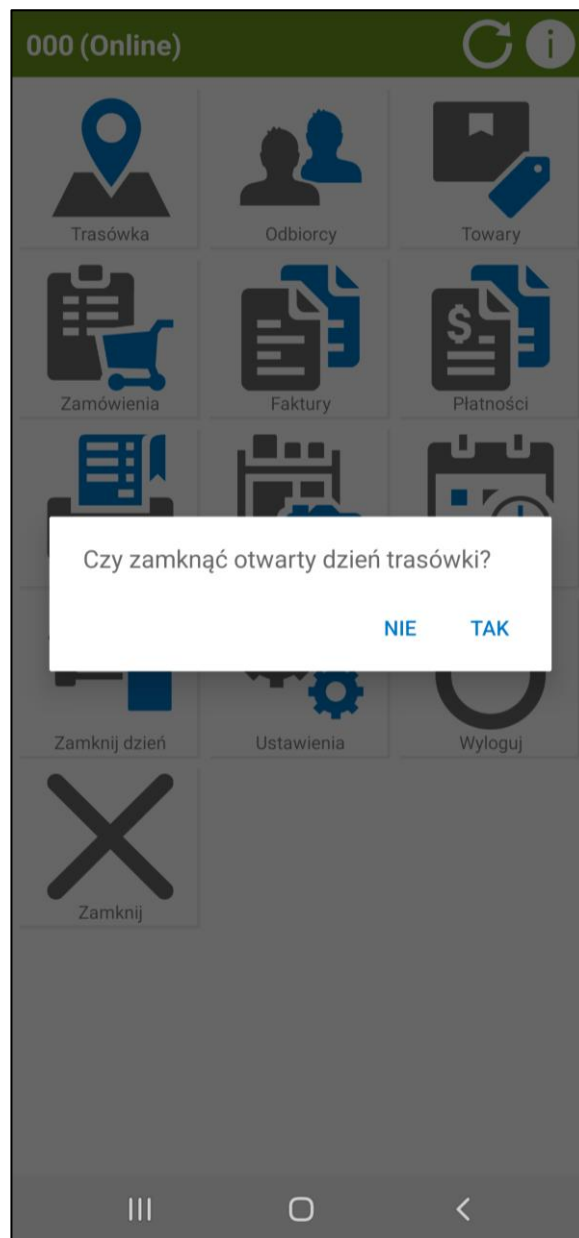 000 (Online)
Trasówka
Odbiorcy
Towary
Zamówienia
Faktury
Płatności
Czy zamknąć otwarty dzień trasówki?
NIE
TAK
Zamknij dzień
Ustawienia
Wyloguj
Zamknij